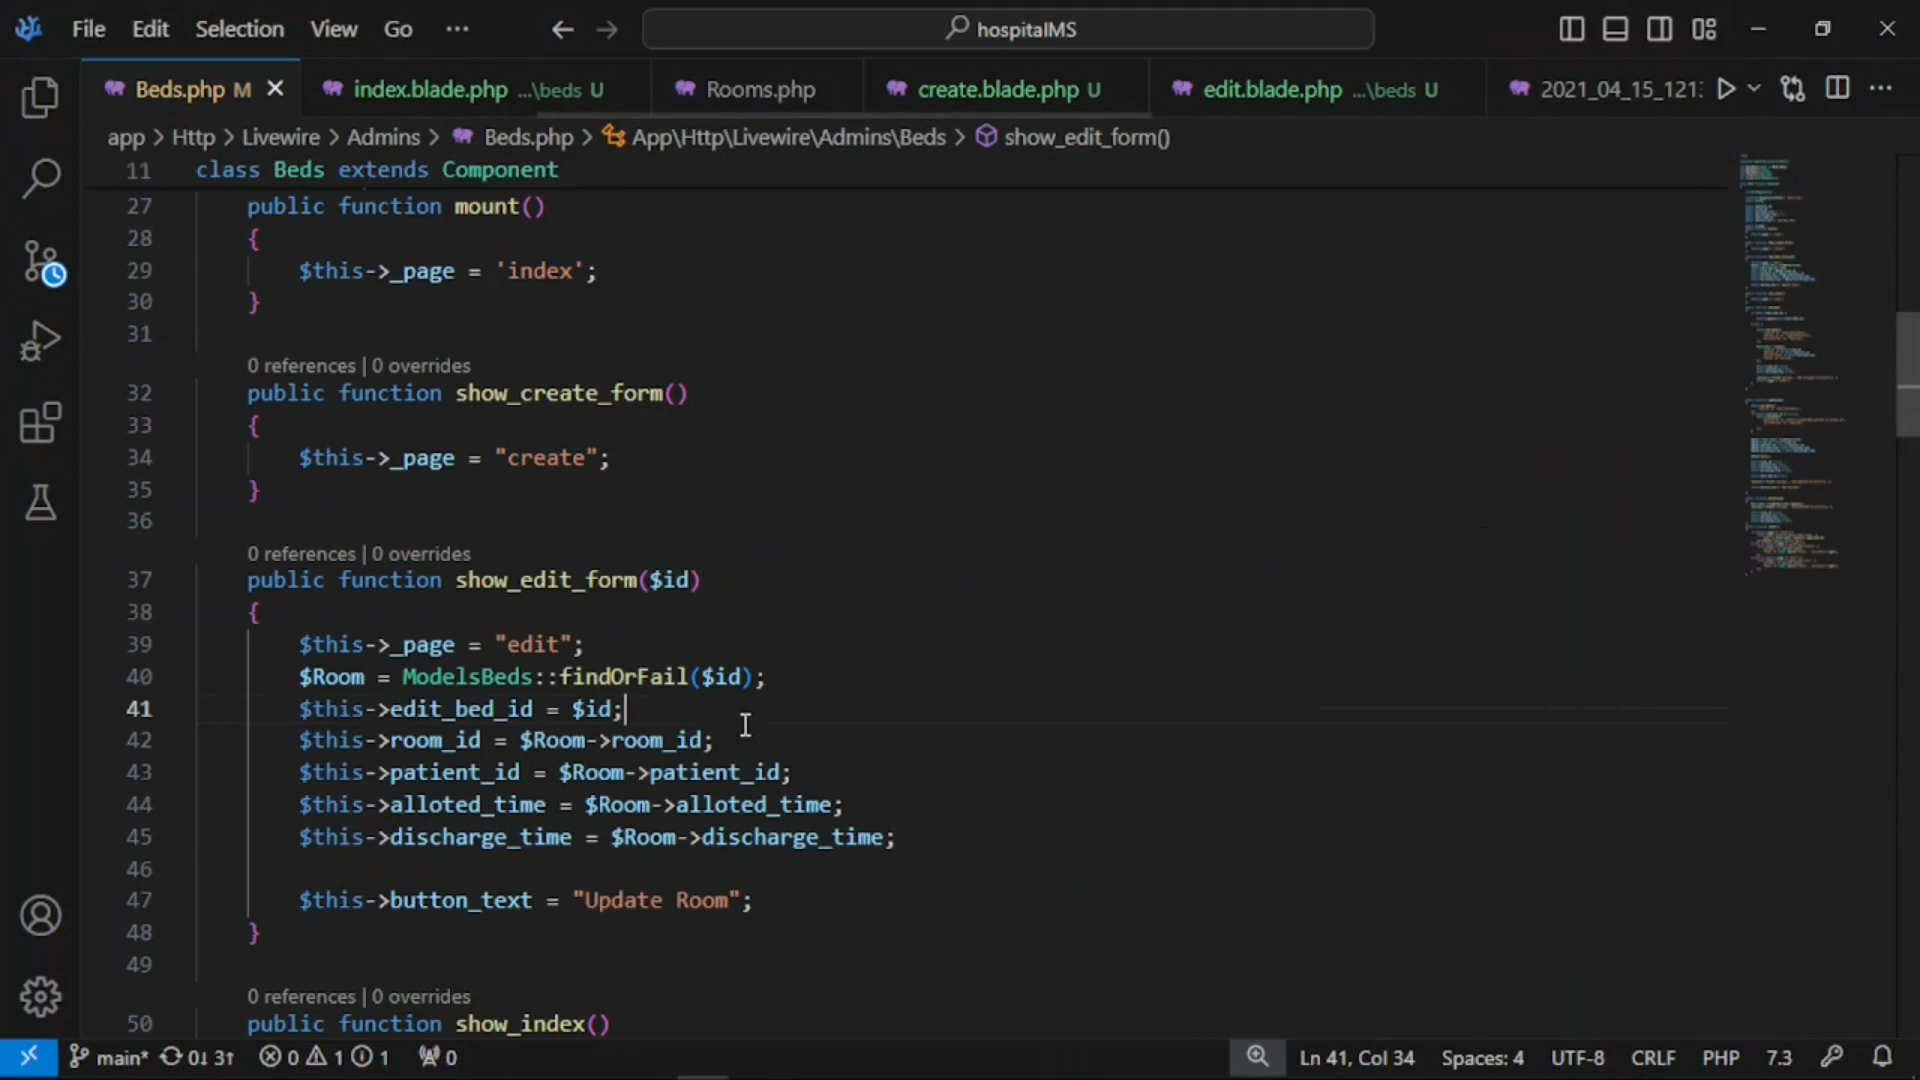 File Edit Selection View Go ··· hospitalMS
Beds.php M index.blade.php ...\beds U Rooms.php create.blade.php U edit.blade.php ...\beds U 2021_04_15_121
app > Http > Livewire > Admins > Beds.php > App\Http\Livewire\Admins\Beds > show_edit_form()
11 class Beds extends Component
27 public function mount()
28 {
29 $this->_page = 'index';
30 }
31
0 references | 0 overrides
32 public function show_create_form()
33 {
34 $this->_page = "create";
35 }
36
0 references | 0 overrides
37 public function show_edit_form($id)
38 {
39 $this->_page = "edit";
40 $Room = ModelsBeds::findOrFail($id);
41 $this->edit_bed_id = $id;
42 $this->room_id = $Room->room_id;
43 $this->patient_id = $Room->patient_id;
44 $this->alloted_time = $Room->alloted_time;
45 $this->discharge_time = $Room->discharge_time;
46
47 $this->button_text = "Update Room";
48 }
49
0 references | 0 overrides
50 public function show_index()
main* 0↓ 3↑ 0 1 1 0 Ln 41, Col 34 Spaces: 4 UTF-8 CRLF PHP 7.3